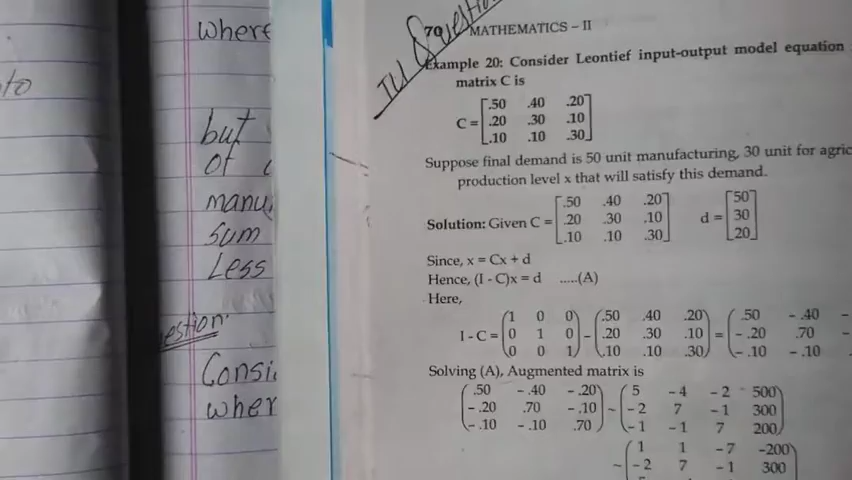 to
where
but
of
manu
sum
Less
estion:
Consi
wher
IU Question
70 MATHEMATICS – II
Example 20: Consider Leontief input-output model equation
matrix C is
C = [.50 .40 .20
.20 .30 .10
.10 .10 .30]
Suppose final demand is 50 unit manufacturing, 30 unit for agric
production level x that will satisfy this demand.
Solution: Given C = [.50 .40 .20 d = [50
.20 .30 .10 30
.10 .10 .30] 20]
Since, x = Cx + d
Hence, (I - C)x = d .....(A)
Here,
I - C = (1 0 0 – (.50 .40 .20 = (.50 - .40 -
0 1 0 .20 .30 .10 - .20 .70 -
0 0 1) .10 .10 .30) - .10 - .10
Solving (A), Augmented matrix is
(.50 - .40 - .20 ~ (5 - 4 - 2 500
- .20 .70 - .10 - 2 7 - 1 300
- .10 - .10 .70) - 1 - 1 7 200)
~ (1 1 - 7 -200
- 2 7 - 1 300